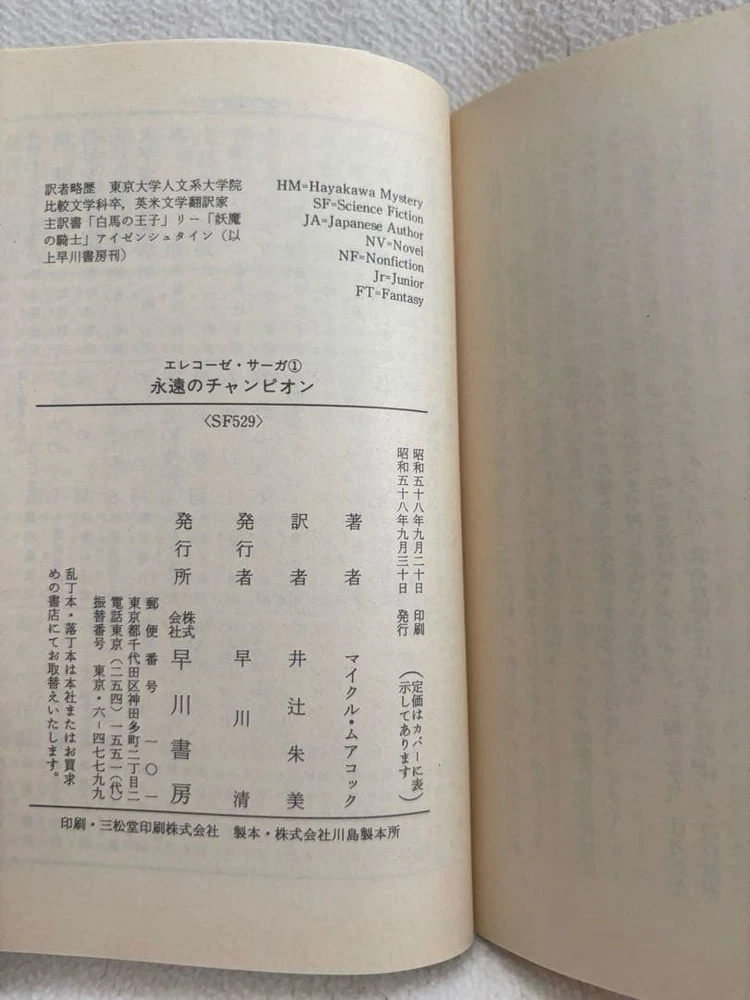 訳者略歴　東京大学人文系大学院
比較文学科卒，英米文学翻訳家
主訳書「白馬の王子」リー「妖魔
の騎士」アイゼンシュタイン（以
上早川書房刊）
HM=Hayakawa Mystery
SF=Science Fiction
JA=Japanese Author
NV=Novel
NF=Nonfiction
Jr=Junior
FT=Fantasy
エレコーゼ・サーガ①
永遠のチャンピオン
〈SF529〉
昭和五十八年九月二十日　印刷
昭和五十八年九月三十日　発行
（定価はカバーに表
示してあります）
著者　マイクル・ムアコック
訳者　井辻朱美
発行者　早川清
発行所　株式会社　早川書房
郵便番号　一〇一
東京都千代田区神田多町二丁目二
電話東京（二五四）一五五一（代）
振替番号　東京・六－四七七九九
乱丁本・落丁本は本社またはお買求
めの書店にてお取替えいたします。
印刷・三松堂印刷株式会社　製本・株式会社川島製本所